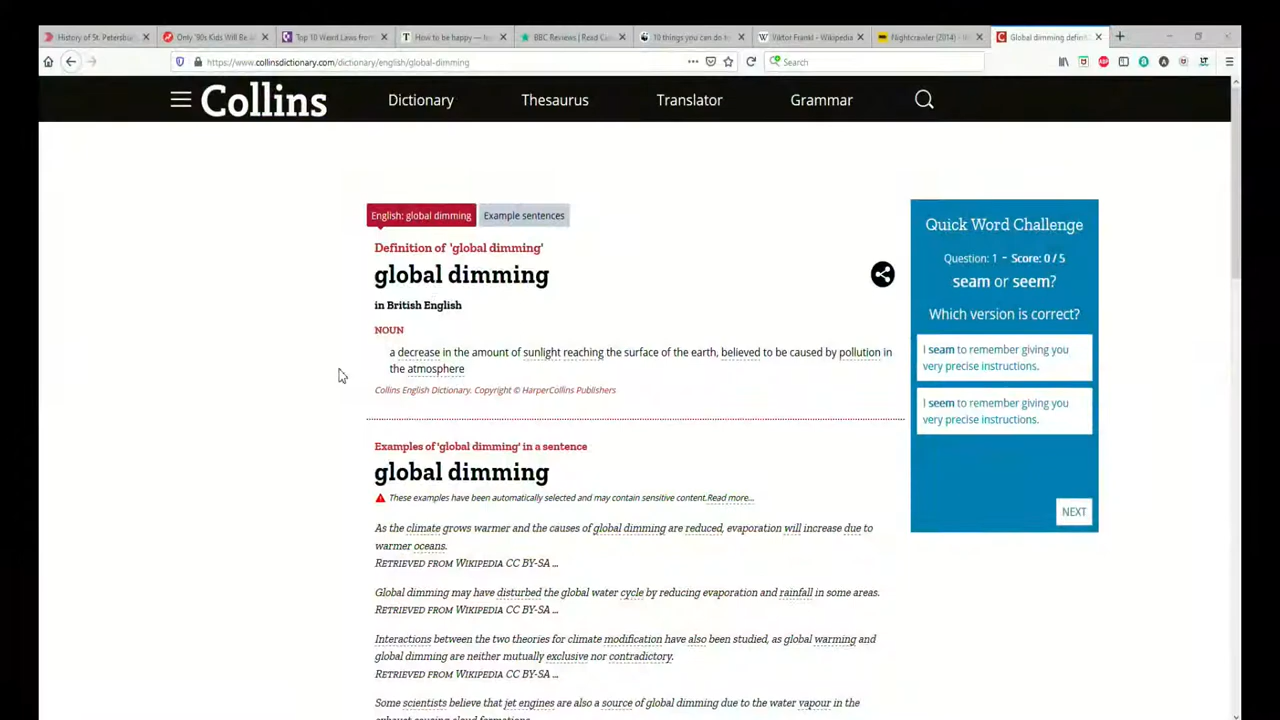 History of St. Petersbu
Only '90s Kids Will Be
Top 10 Weird Laws from
How to be happy —
BBC Reviews | Read Cu
10 things you can do t
Viktor Frankl - Wikipedia
Nightcrawler (2014) -
Global dimming defini
https://www.collinsdictionary.com/dictionary/english/global-dimming
Search
Collins
Dictionary
Thesaurus
Translator
Grammar
English: global dimming
Example sentences
Definition of 'global dimming'
global dimming
in British English
NOUN
a decrease in the amount of sunlight reaching the surface of the earth, believed to be caused by pollution in
the atmosphere
Collins English Dictionary. Copyright © HarperCollins Publishers
Examples of 'global dimming' in a sentence
global dimming
These examples have been automatically selected and may contain sensitive content.Read more...
As the climate grows warmer and the causes of global dimming are reduced, evaporation will increase due to
warmer oceans.
RETRIEVED FROM WIKIPEDIA CC BY-SA ...
Global dimming may have disturbed the global water cycle by reducing evaporation and rainfall in some areas.
RETRIEVED FROM WIKIPEDIA CC BY-SA ...
Interactions between the two theories for climate modification have also been studied, as global warming and
global dimming are neither mutually exclusive nor contradictory.
RETRIEVED FROM WIKIPEDIA CC BY-SA ...
Some scientists believe that jet engines are also a source of global dimming due to the water vapour in the
exhaust causing cloud formations.
Quick Word Challenge
Question: 1 - Score: 0 / 5
seam or seem?
Which version is correct?
I seam to remember giving you
very precise instructions.
I seem to remember giving you
very precise instructions.
NEXT